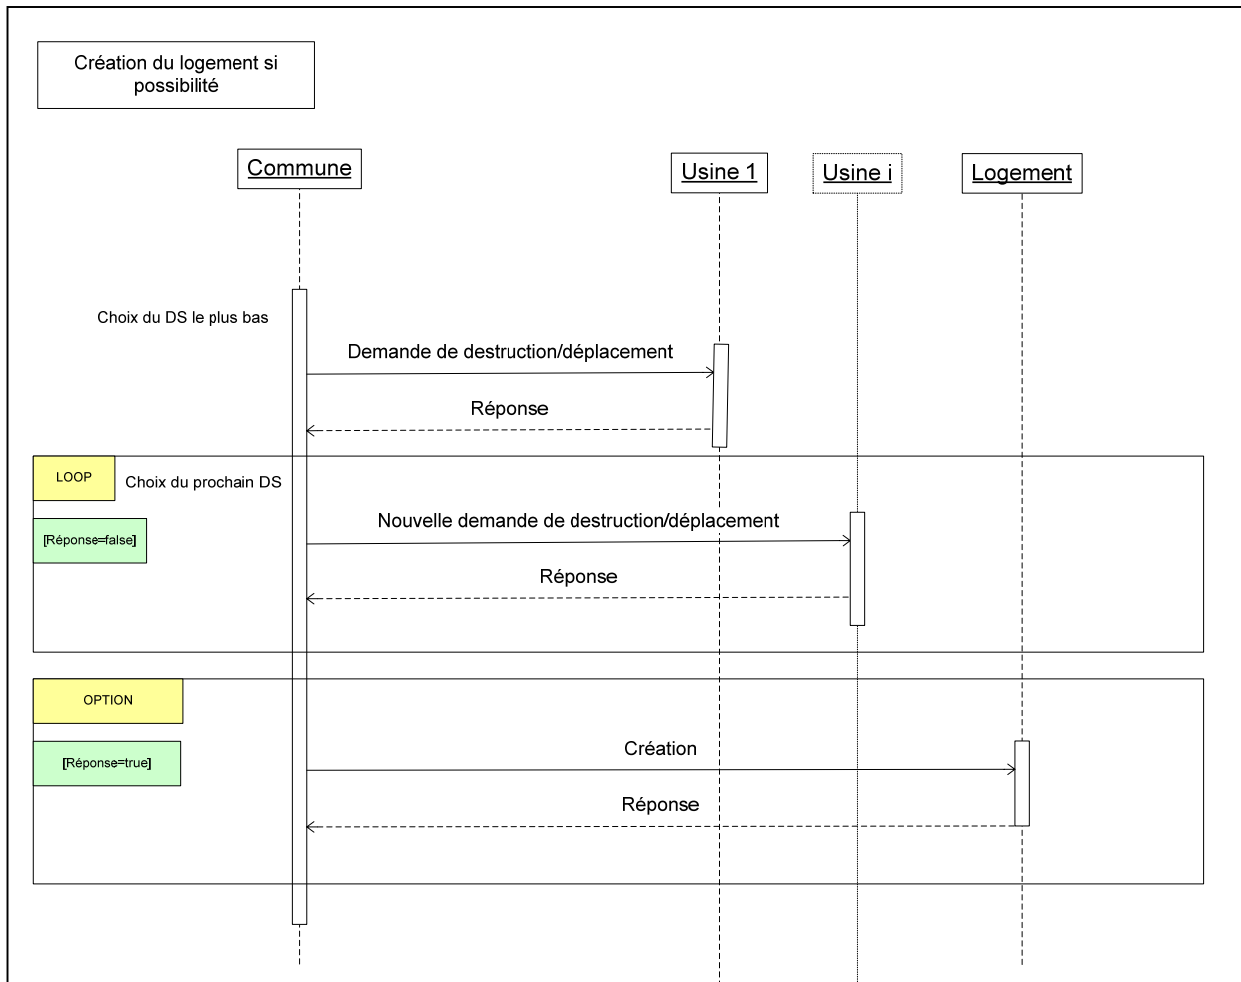 Création du logement si
possibilité
Commune
Usine 1
Usine i
Logement
Choix du DS le plus bas
Demande de destruction/déplacement
Réponse
LOOP
Choix du prochain DS
[Réponse=false]
Nouvelle demande de destruction/déplacement
Réponse
OPTION
[Réponse=true]
Création
Réponse